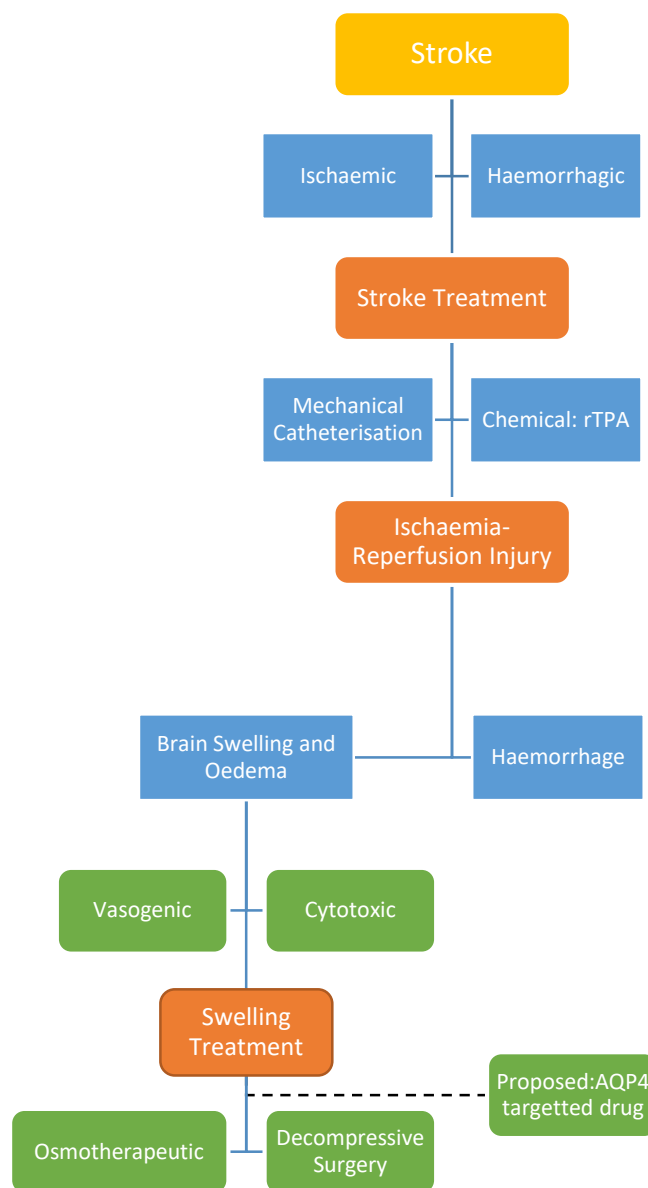 Stroke
Ischaemic
Haemorrhagic
Stroke Treatment
Mechanical
Catheterisation
Chemical: rTPA
Ischaemia-
Reperfusion Injury
Brain Swelling and
Oedema
Haemorrhage
Vasogenic
Cytotoxic
Swelling
Treatment
Proposed:AQP4
targetted drug
Osmotherapeutic
Decompressive
Surgery